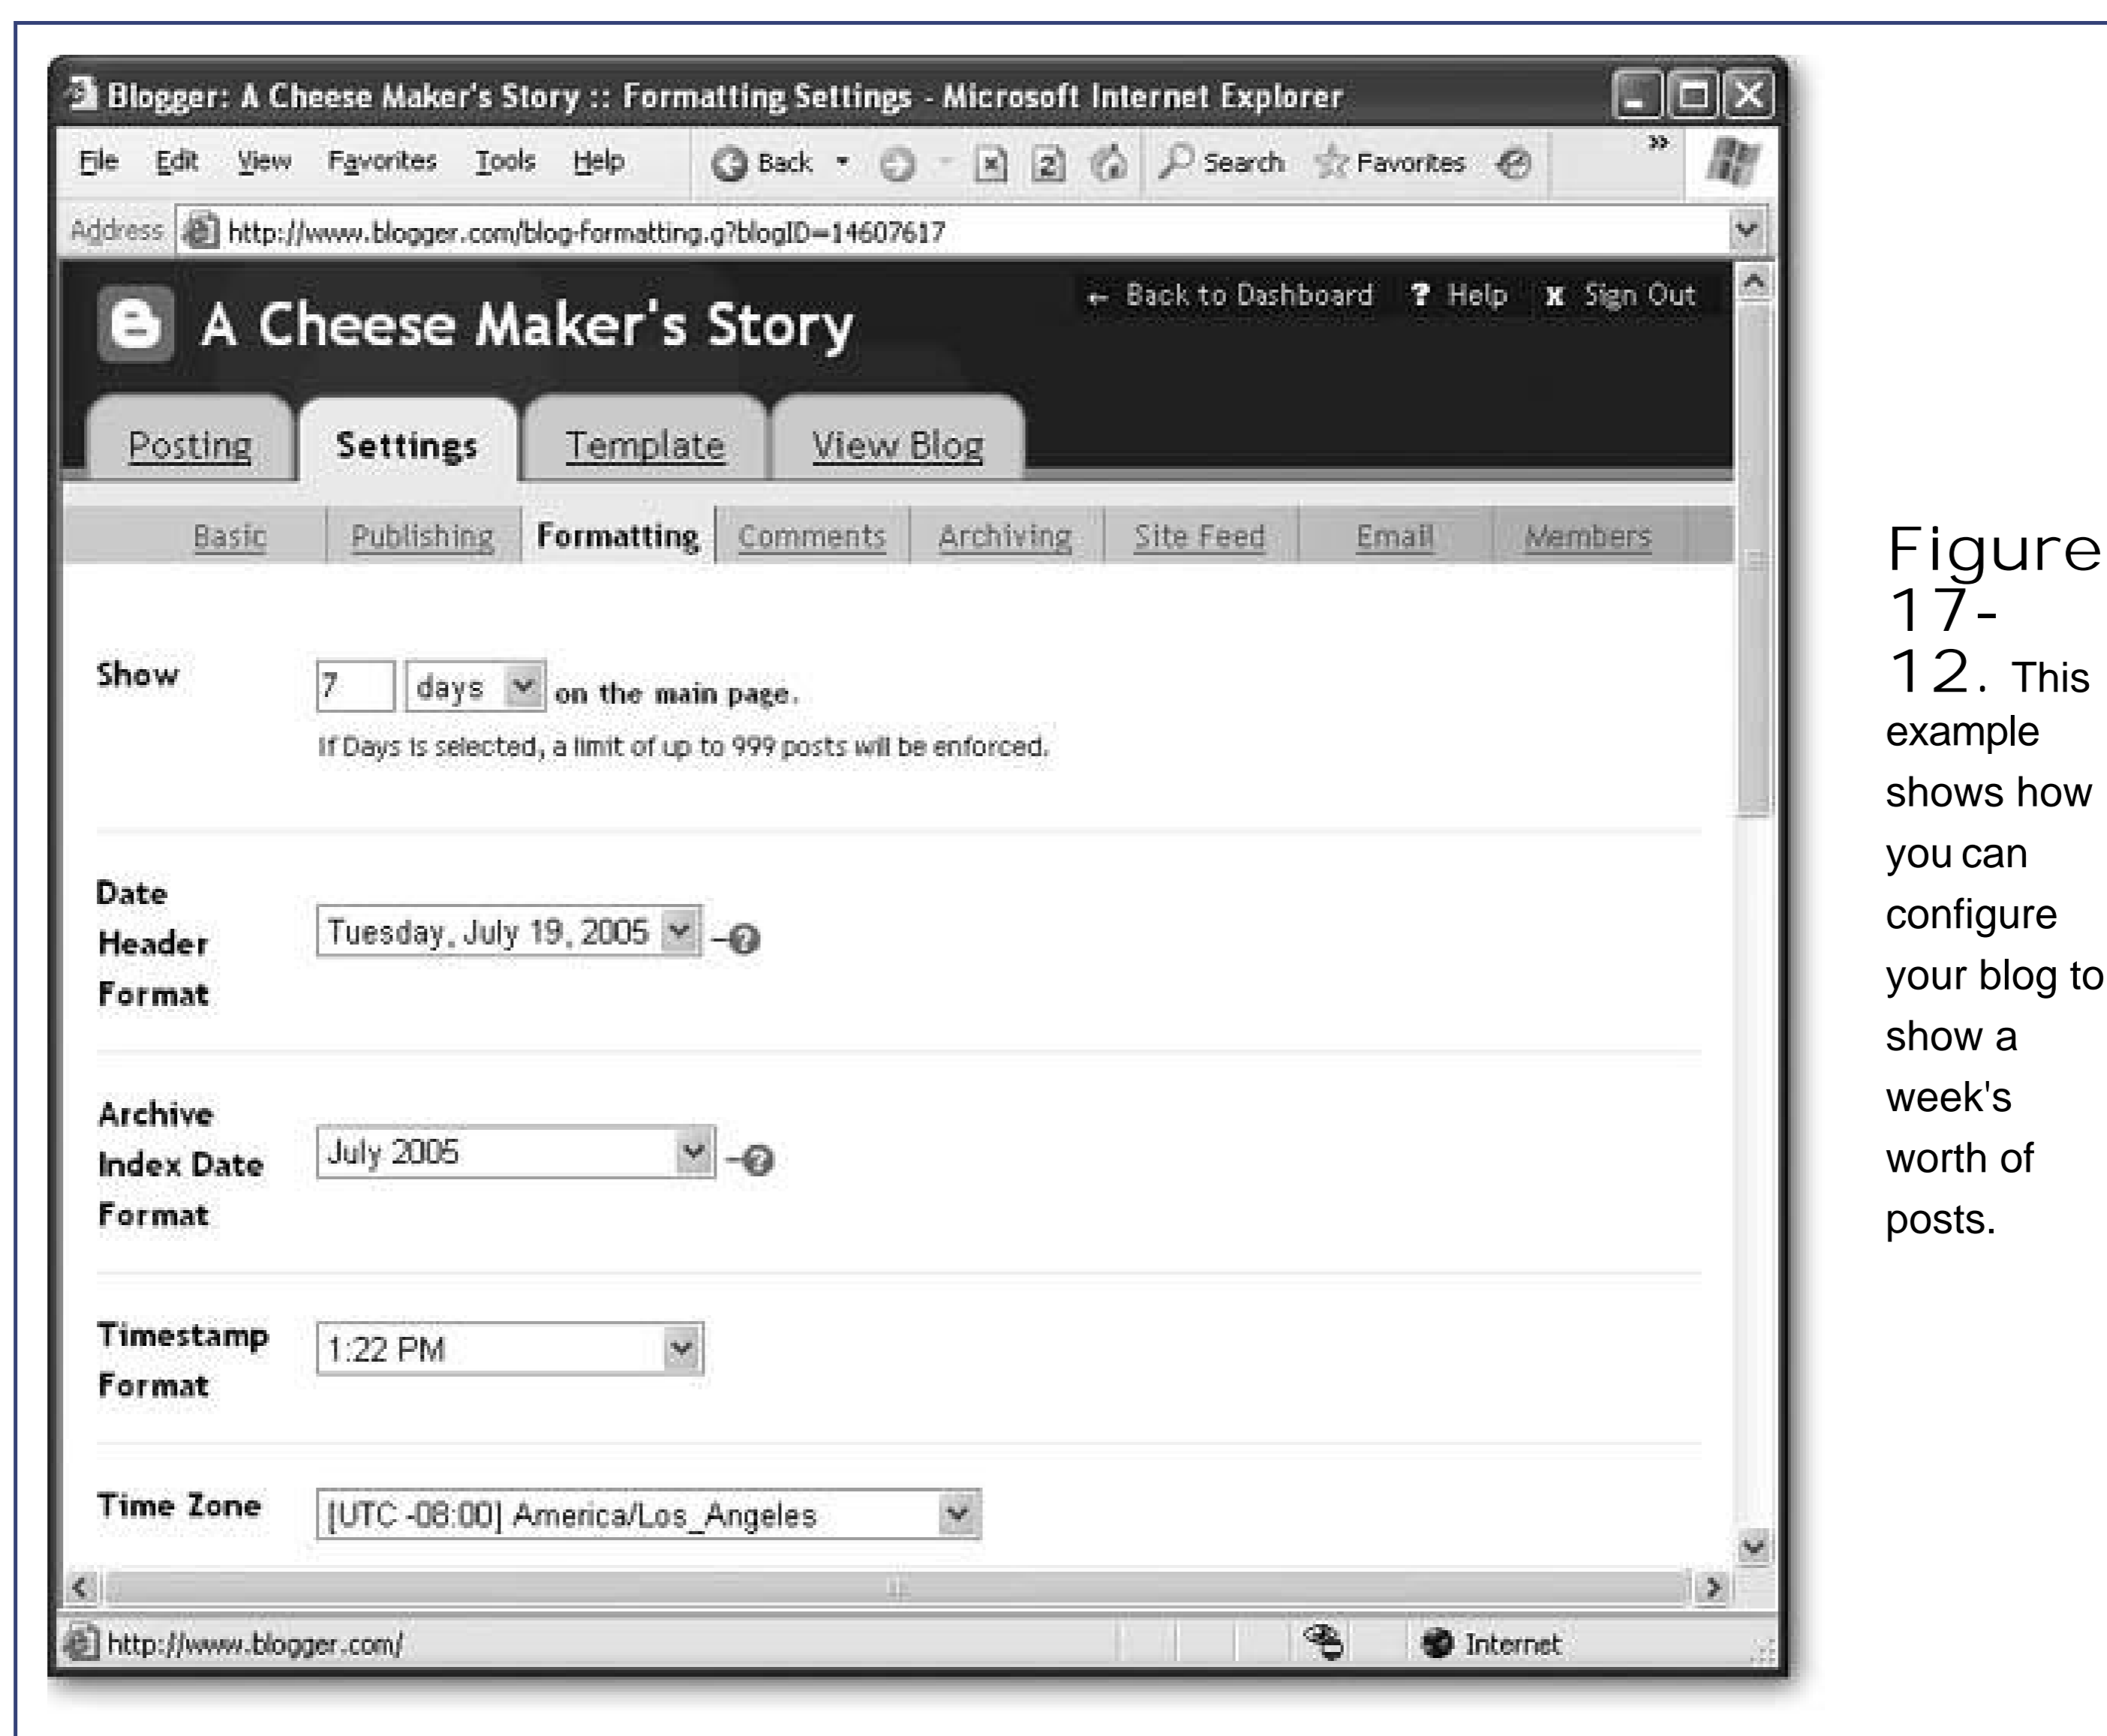 Blogger: A Cheese Maker's Story :: Formatting Settings - Microsoft Internet Explorer
File Edit View Favorites Tools Help Back Search Favorites »
Address http://www.blogger.com/blog-formatting.g?blogID=14607617
← Back to Dashboard ? Help x Sign Out
A Cheese Maker's Story
Posting Settings Template View Blog
Basic Publishing Formatting Comments Archiving Site Feed Email Members
Show 7 days on the main page.
If Days is selected, a limit of up to 999 posts will be enforced.
Date
Header
Format
Tuesday, July 19, 2005
Archive
Index Date
Format
July 2005
Timestamp
Format
1:22 PM
Time Zone [UTC -08:00] America/Los_Angeles
http://www.blogger.com/ Internet
Figure
17-
12. This
example
shows how
you can
configure
your blog to
show a
week's
worth of
posts.